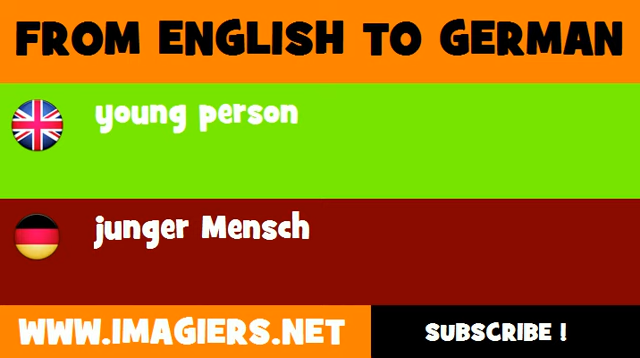 FROM ENGLISH TO GERMAN
young person
junger Mensch
WWW.IMAGIERS.NET
SUBSCRIBE !